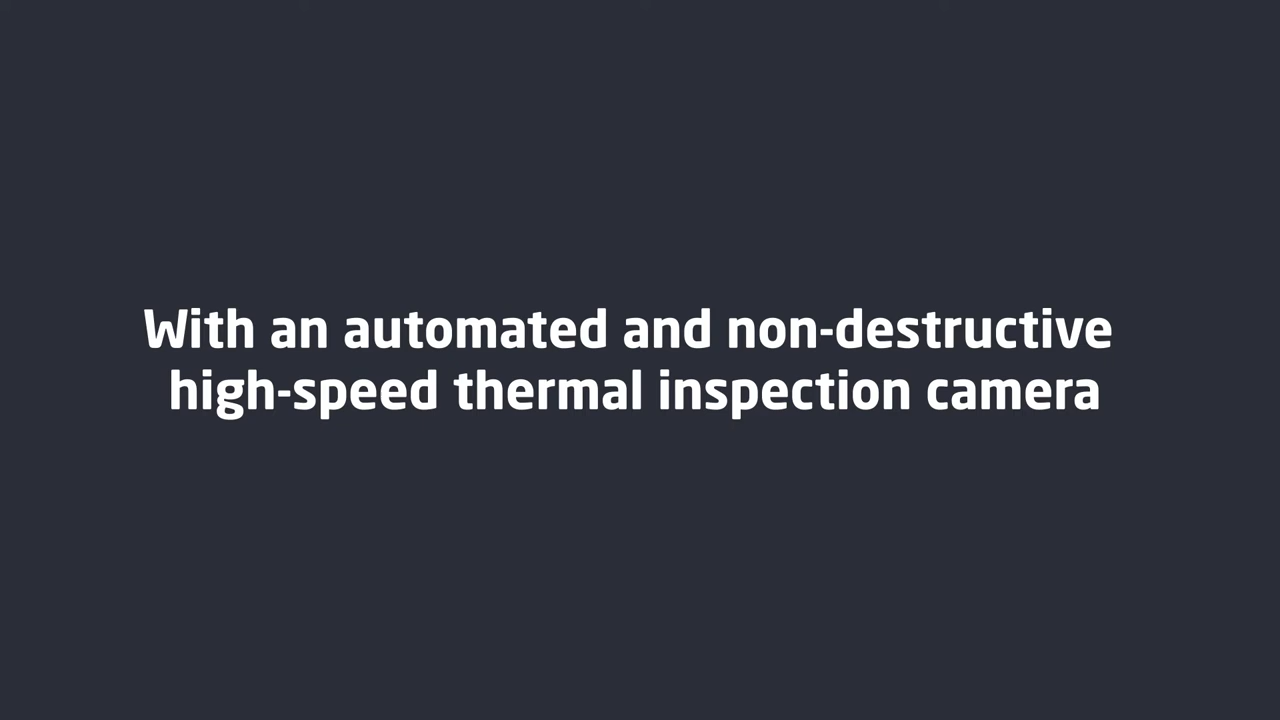 With an automated and non-destructive
high-speed thermal inspection camera